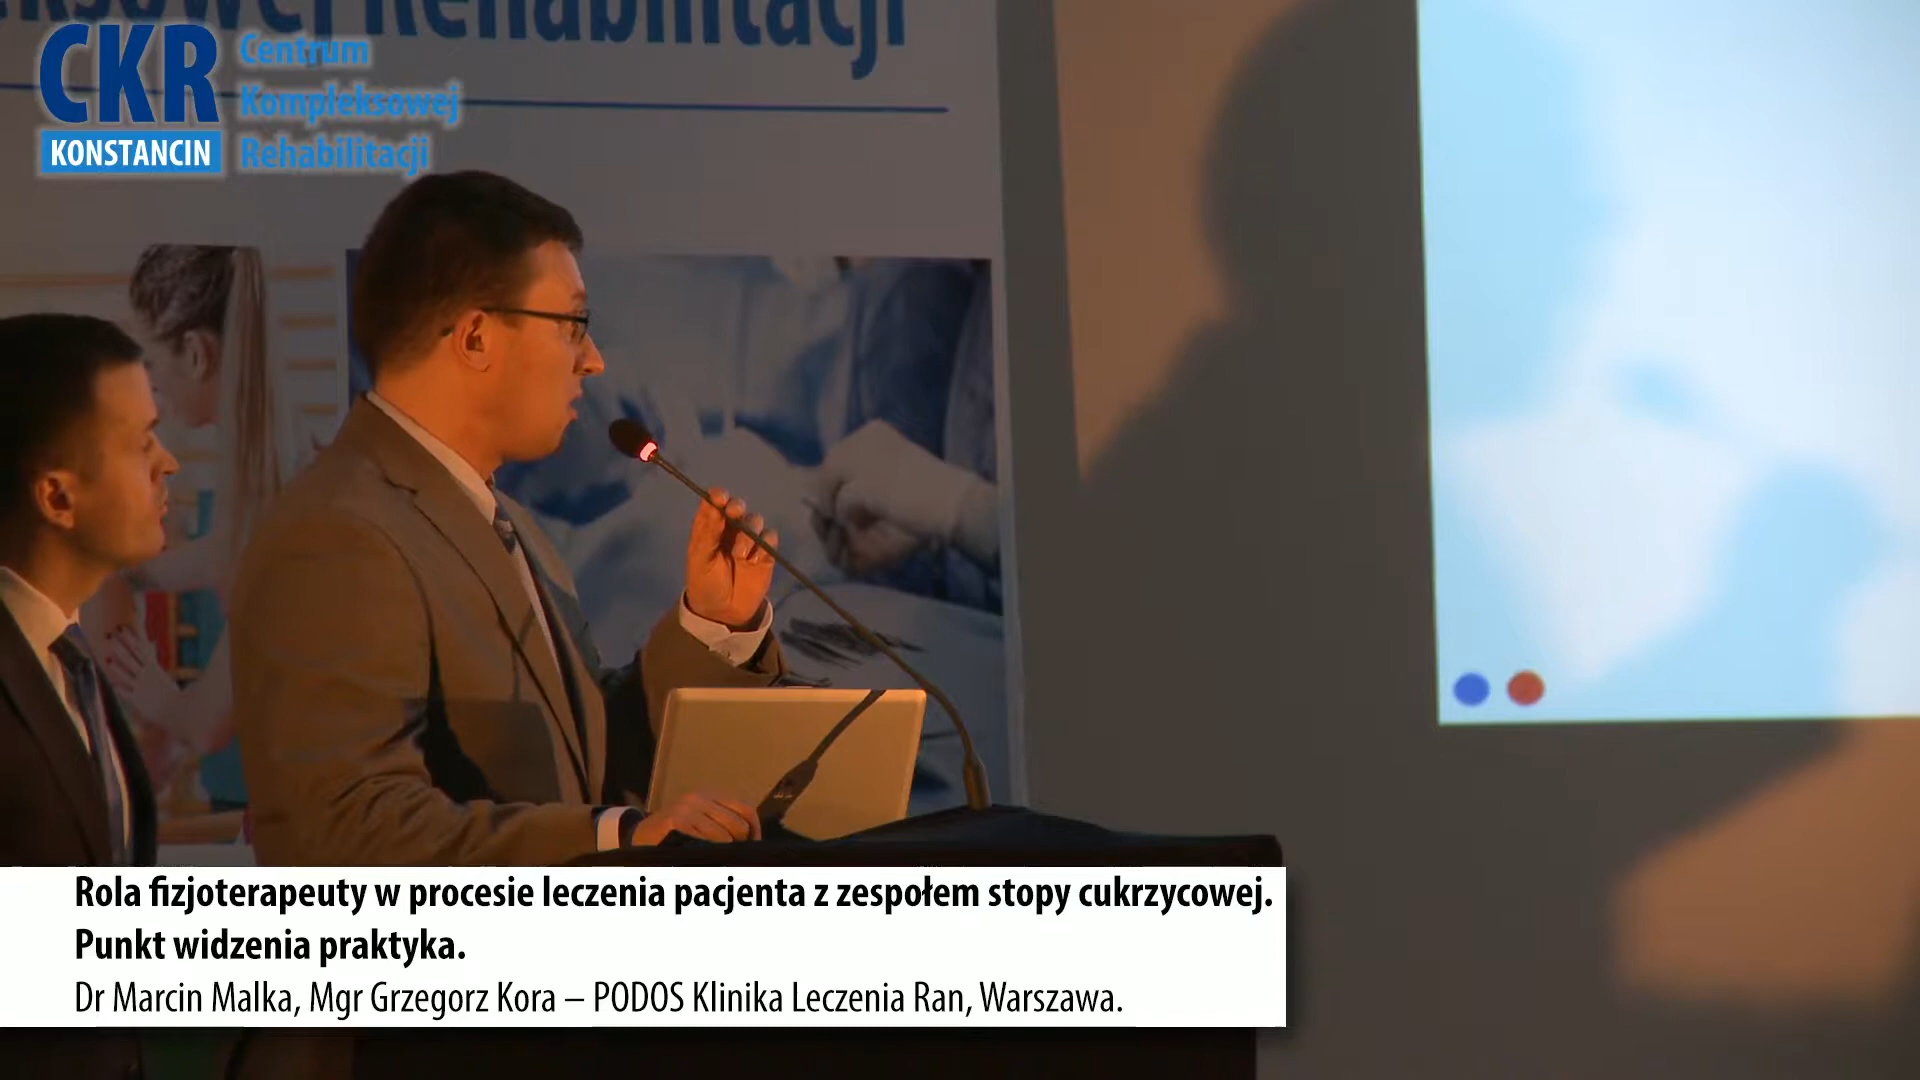 Rehabilitacji
CKR
KONSTANCIN
Centrum
Kompleksowej
Rehabilitacji
Rola fizjoterapeuty w procesie leczenia pacjenta z zespołem stopy cukrzycowej.
Punkt widzenia praktyka.
Dr Marcin Malka, Mgr Grzegorz Kora – PODOS Klinika Leczenia Ran, Warszawa.